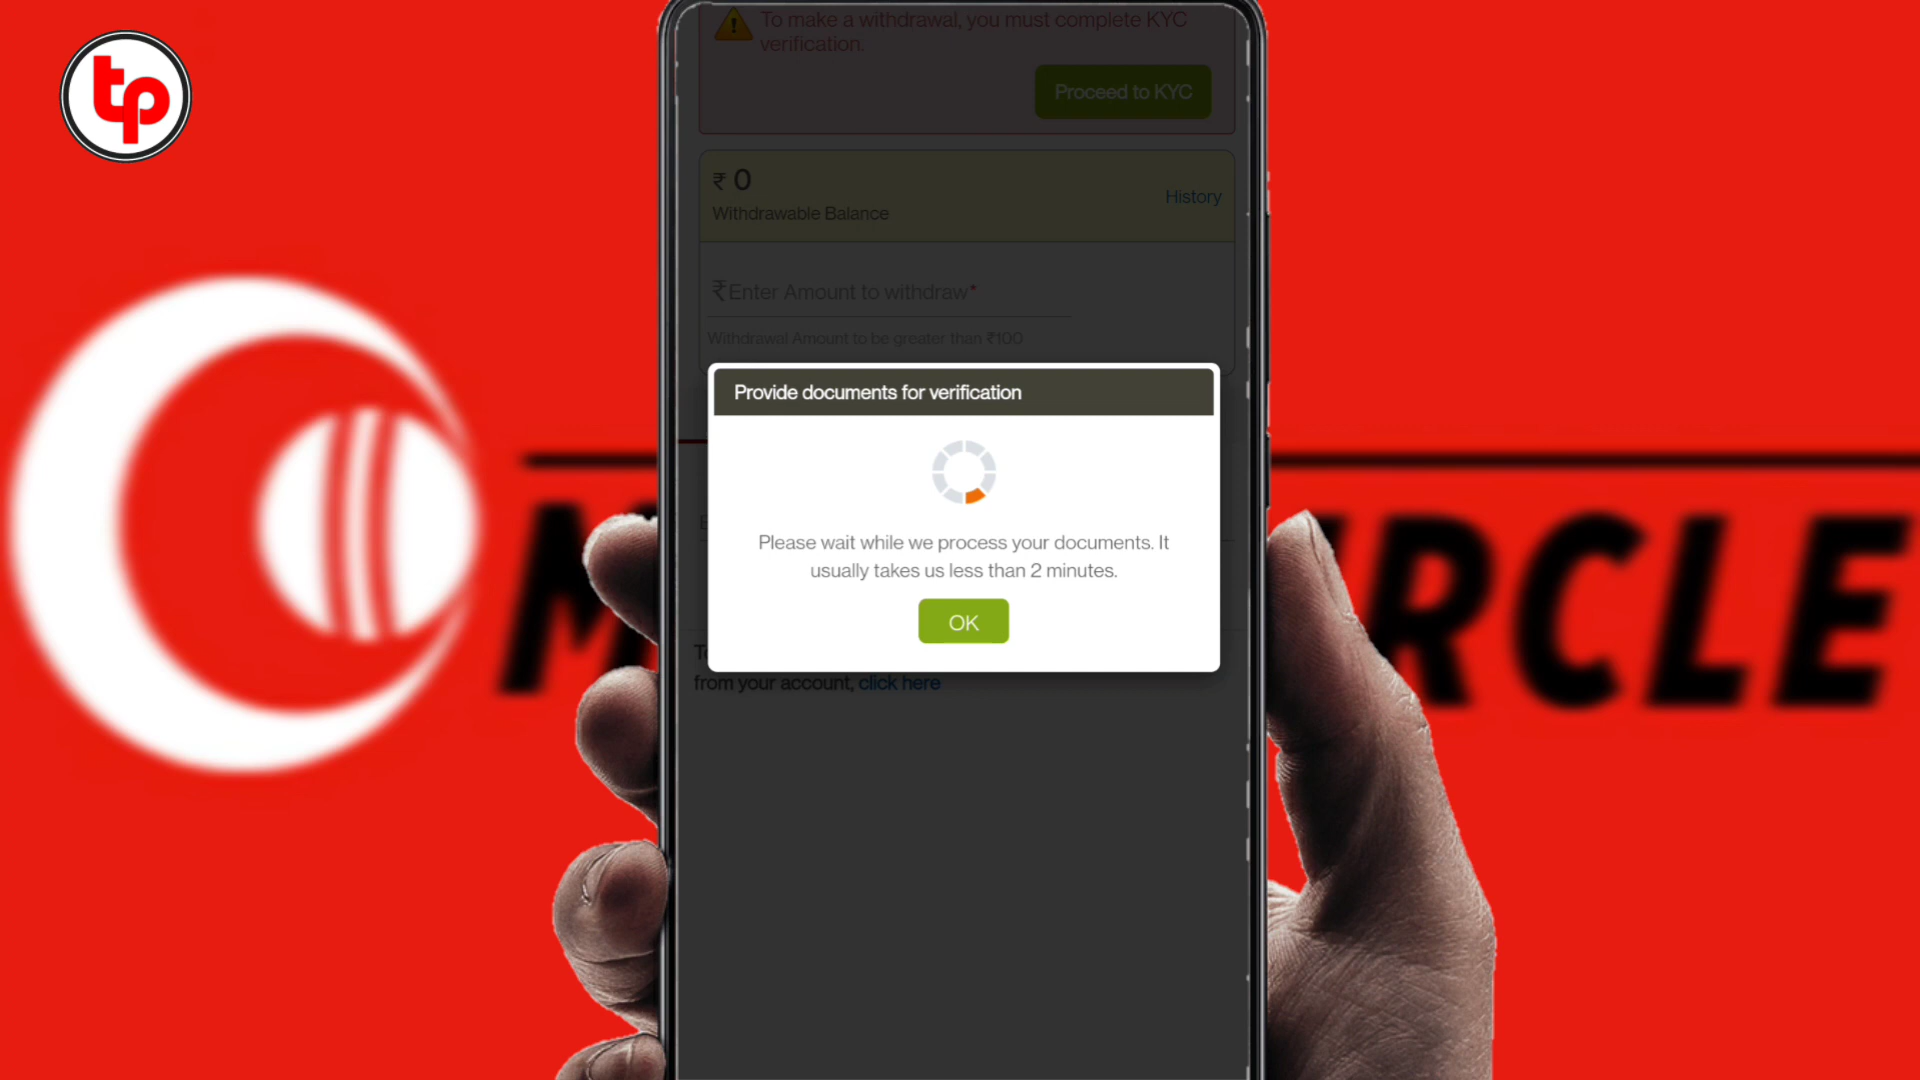 tp
To make a withdrawal, you must complete KYC
verification.
Proceed to KYC
₹ 0
History
Withdrawable Balance
₹ Enter Amount to withdraw*
Withdrawal Amount to be greater than ₹100
Provide documents for verification
Please wait while we process your documents. It
usually takes us less than 2 minutes.
OK
from your account, click here
M RCLE